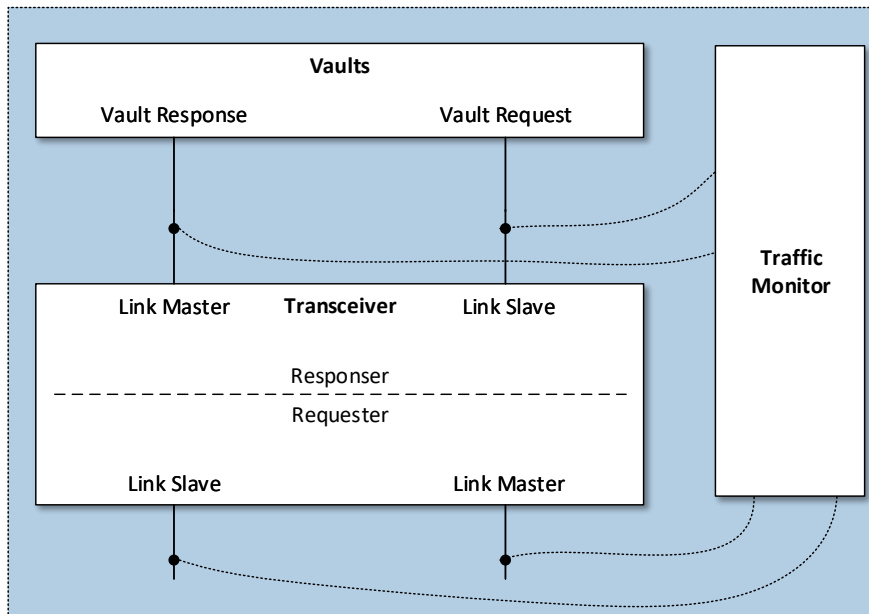 Vaults
Vault Response
Vault Request
Traffic
Monitor
Link Master
Transceiver
Link Slave
Responser
Requester
Link Slave
Link Master